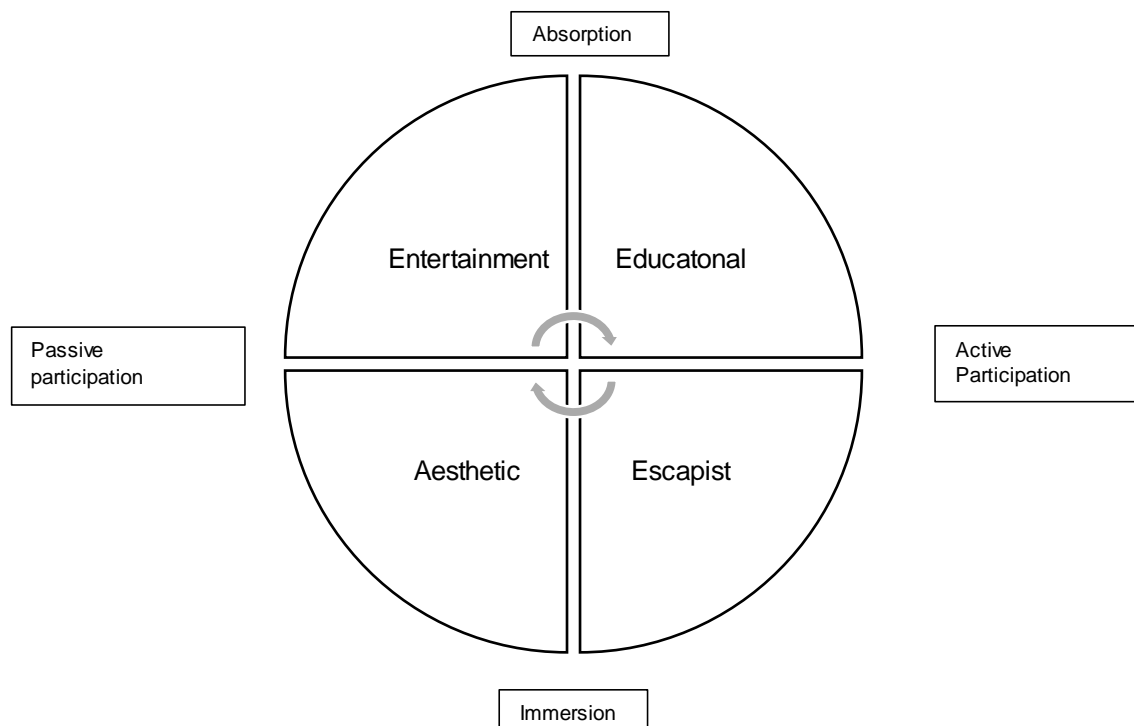 Absorption
Entertainment
Educatonal
Passive
participation
Active
Participation
Aesthetic
Escapist
Immersion